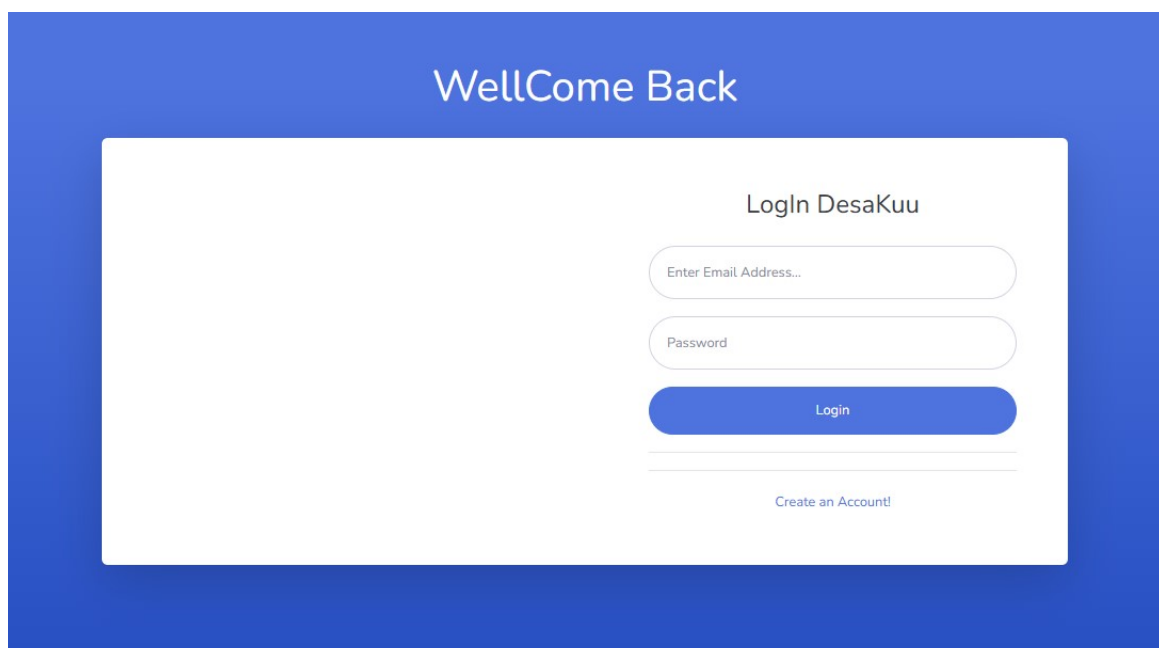 WellCome Back
LogIn DesaKuu
Enter Email Address...
Password
Login
Create an Account!